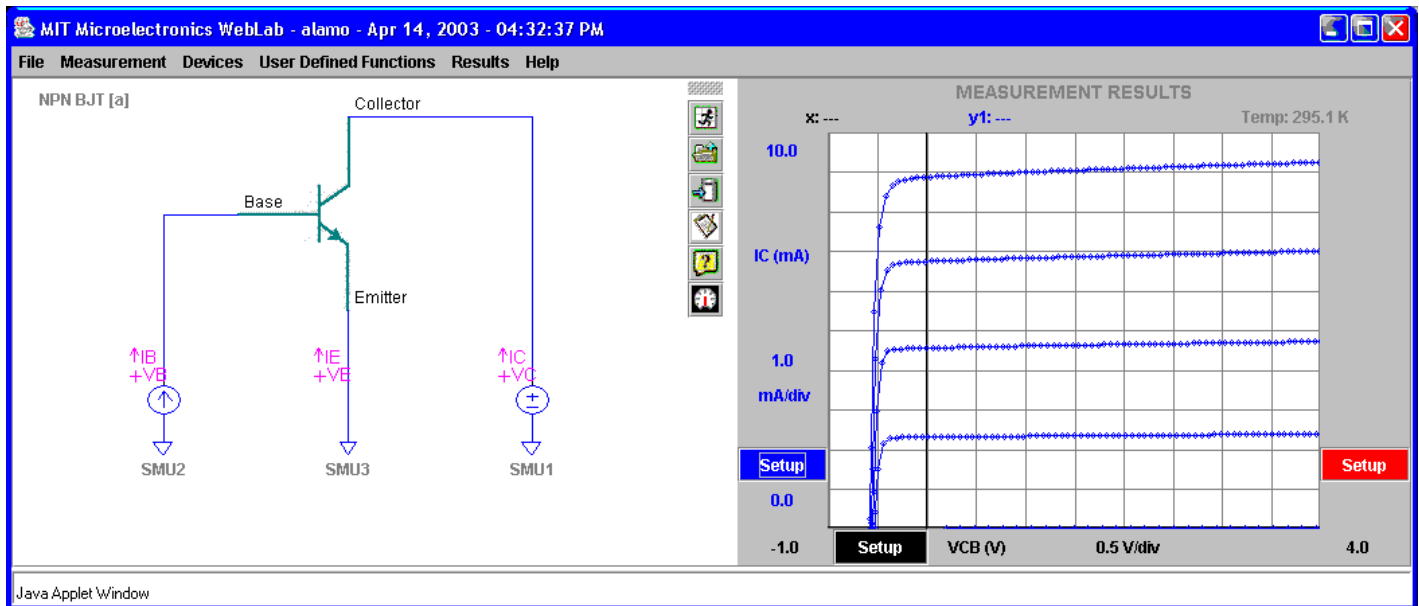 MIT Microelectronics WebLab - alamo - Apr 14, 2003 - 04:32:37 PM
File Measurement Devices User Defined Functions Results Help
NPN BJT [a]
Collector
Base
Emitter
↑IB
+VB
↑IE
+VE
↑IC
+VC
SMU2
SMU3
SMU1
MEASUREMENT RESULTS
x: ---
y1: ---
Temp: 295.1 K
10.0
IC (mA)
1.0
mA/div
Setup
0.0
Setup
-1.0
Setup
VCB (V)
0.5 V/div
4.0
Java Applet Window